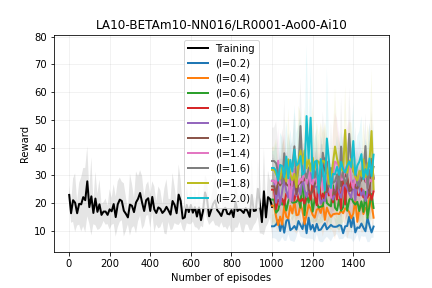 LA10-BETAm10-NN016/LR0001-Ao00-Ai10
80
70
60
50
40
30
20
10
Reward
Training
(l=0.2)
(l=0.4)
(l=0.6)
(l=0.8)
(l=1.0)
(l=1.2)
(l=1.4)
(l=1.6)
(l=1.8)
(l=2.0)
0 200 400 600 800 1000 1200 1400
Number of episodes